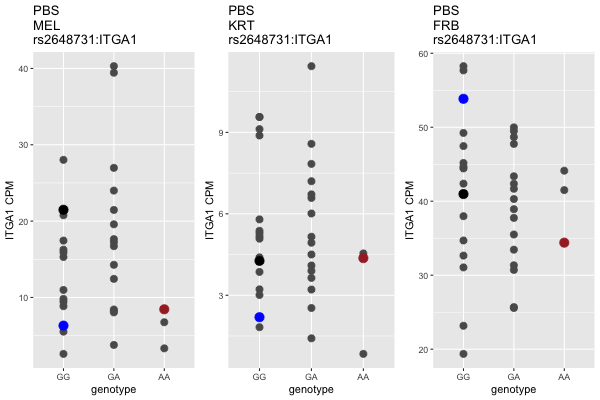 PBS
MEL
rs2648731:ITGA1
ITGA1 CPM
40
30
20
10
GG
GA
AA
genotype
PBS
KRT
rs2648731:ITGA1
ITGA1 CPM
9
6
3
GG
GA
AA
genotype
PBS
FRB
rs2648731:ITGA1
ITGA1 CPM
60
50
40
30
20
GG
GA
AA
genotype